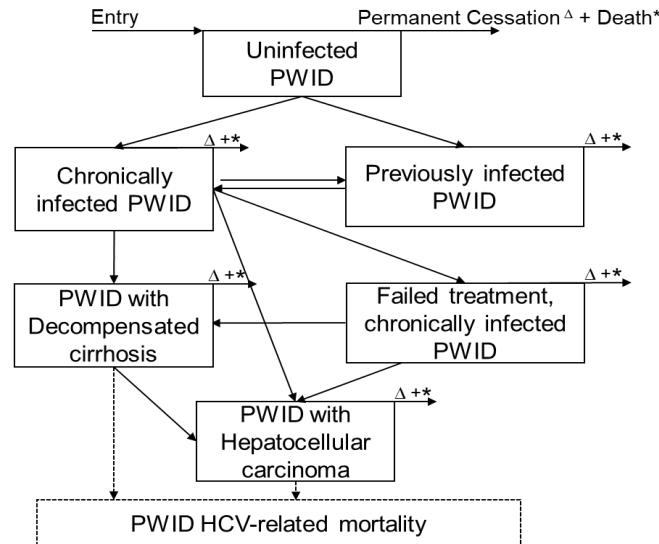 Entry
Permanent Cessation Δ + Death*
Uninfected
PWID
Δ +*
Δ +*
Chronically
infected PWID
Previously infected
PWID
Δ +*
Δ +*
PWID with
Decompensated
cirrhosis
Failed treatment,
chronically infected
PWID
Δ +*
PWID with
Hepatocellular
carcinoma
PWID HCV-related mortality